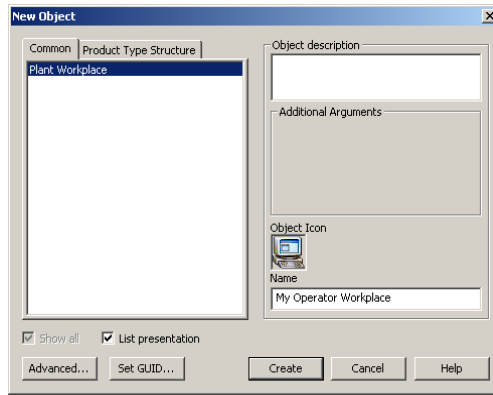 New Object
Common
Product Type Structure
Plant Workplace
Object description
Additional Arguments
Object Icon
Name
My Operator Workplace
Show all
List presentation
Advanced...
Set GUID...
Create
Cancel
Help